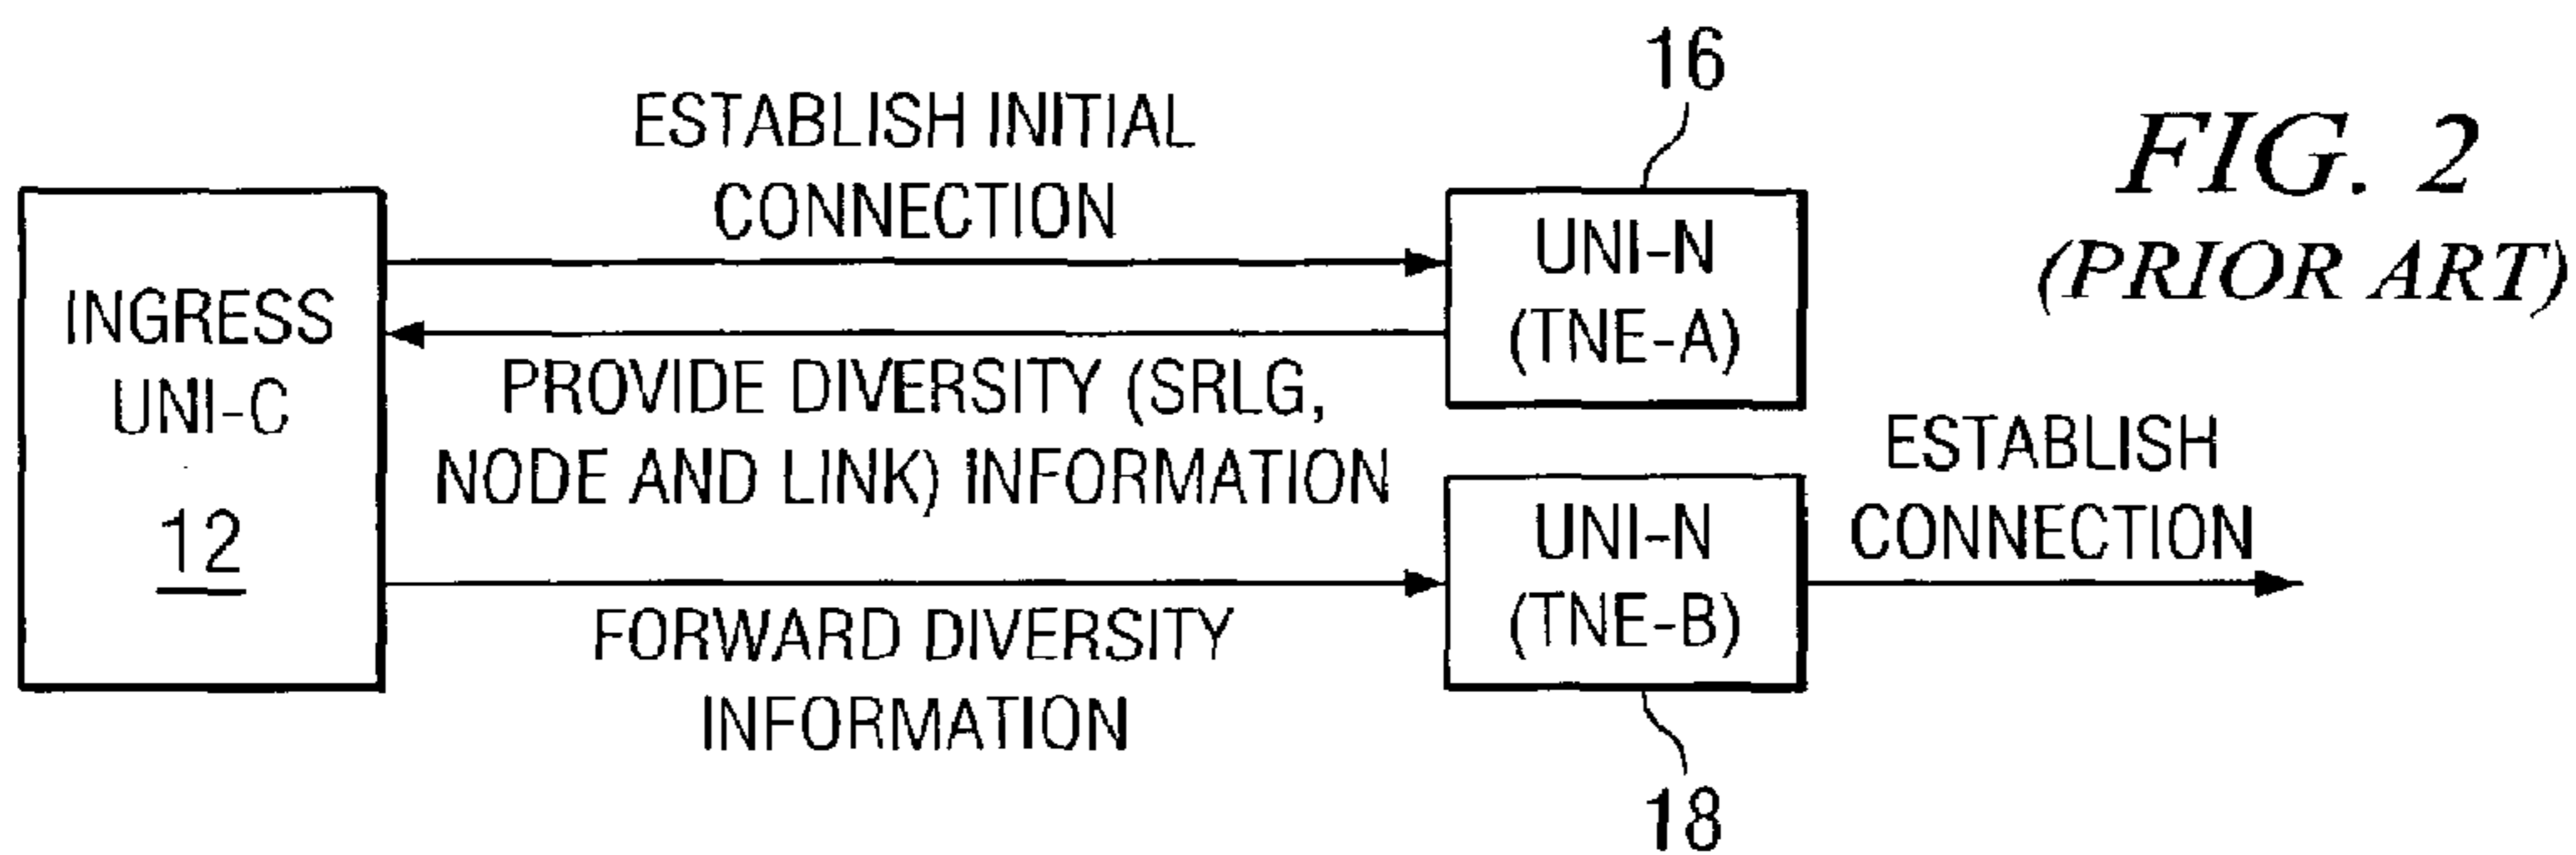 16
FIG. 2
(PRIOR ART)
ESTABLISH INITIAL
CONNECTION
INGRESS
UNI-C
12
UNI-N
(TNE-A)
PROVIDE DIVERSITY (SRLG,
NODE AND LINK) INFORMATION
UNI-N
(TNE-B)
ESTABLISH
CONNECTION
FORWARD DIVERSITY
INFORMATION
18